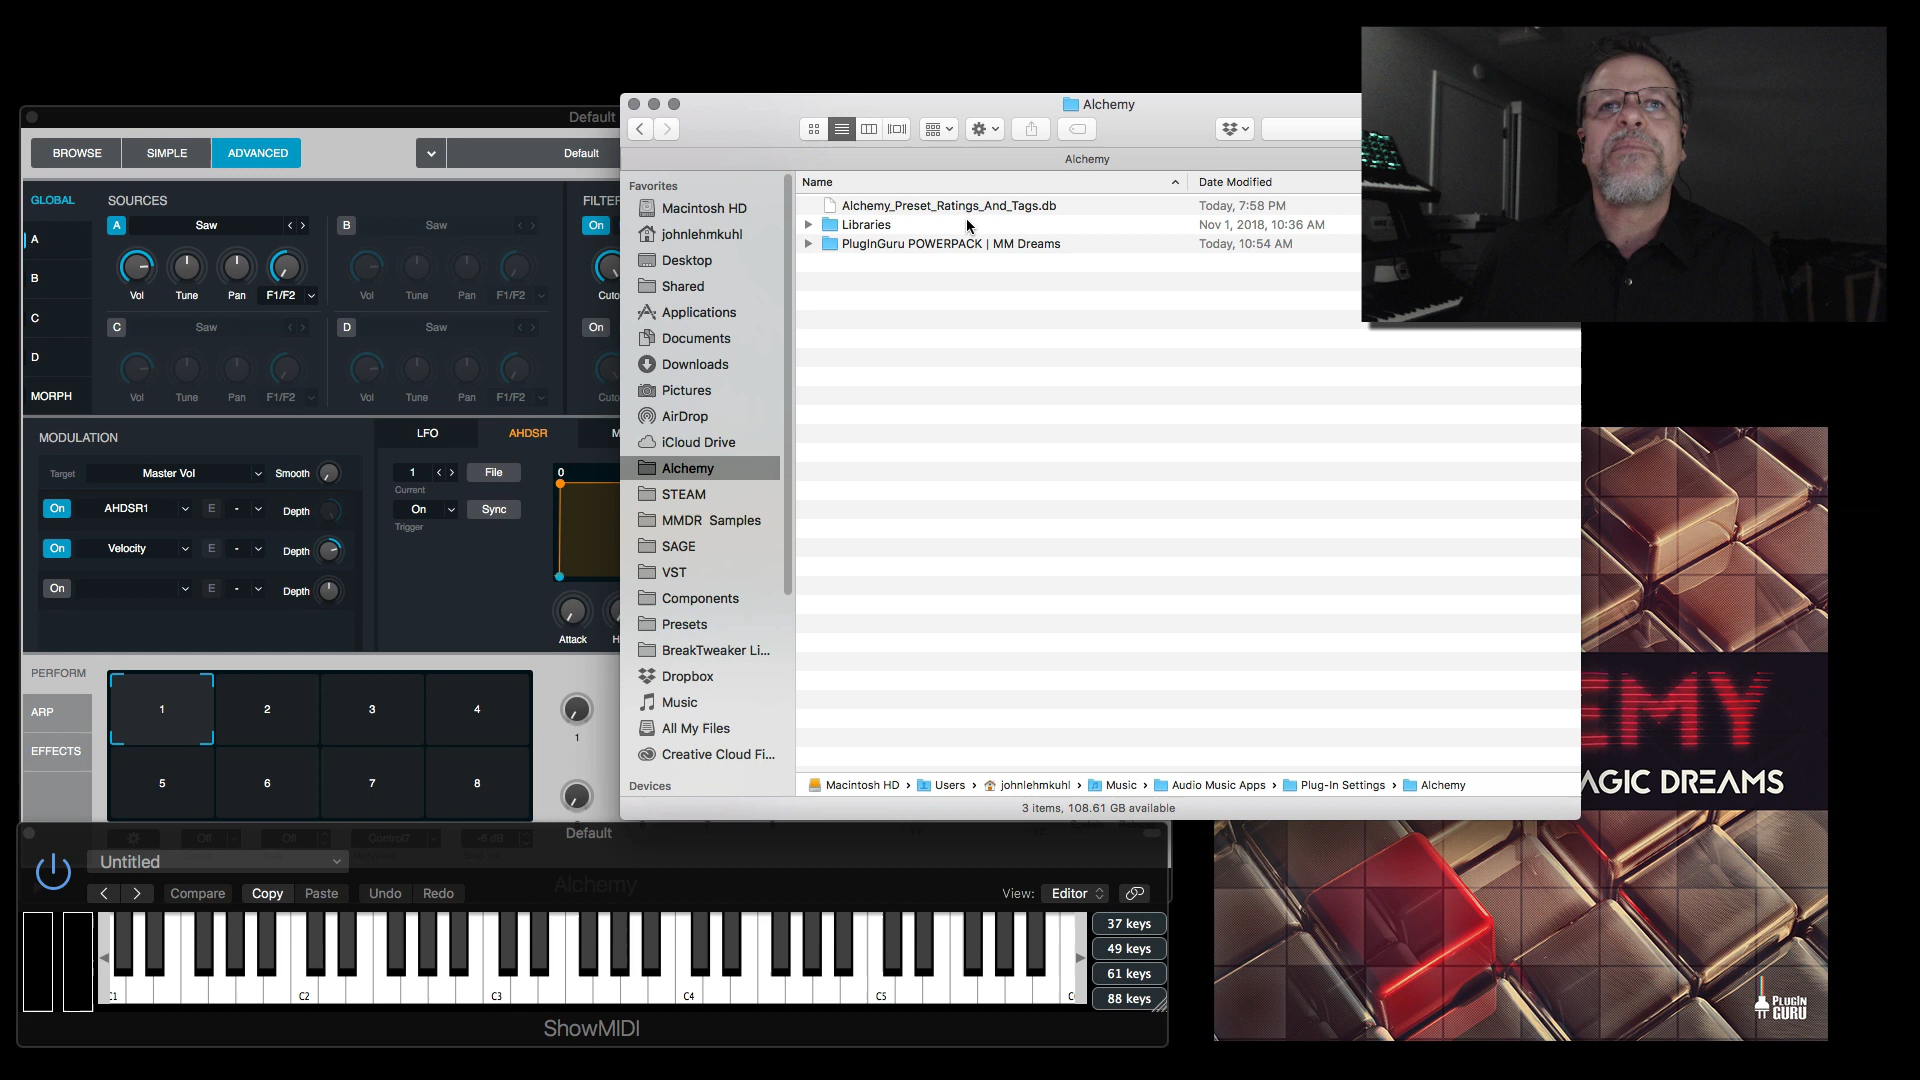 Default
BROWSE
SIMPLE
ADVANCED
Default
GLOBAL
A
B
C
D
MORPH
SOURCES
A
Saw
B
Saw
Vol
Tune
Pan
F1/F2
Vol
Tune
Pan
F1/F2
C
Saw
D
Saw
Vol
Tune
Pan
F1/F2
Vol
Tune
Pan
F1/F2
FILTE
On
Cuto
On
Cuto
MODULATION
Target
Master Vol
Smooth
On
AHDSR1
E
-
Depth
On
Velocity
E
-
Depth
On
E
-
Depth
LFO
AHDSR
M
1
File
Current
On
Sync
Trigger
0
Attack
H
PERFORM
ARP
EFFECTS
1
2
3
4
5
6
7
8
1
Off
Off
Control7
-6 dB
Alchemy
Alchemy
Favorites
Macintosh HD
johnlehmkuhl
Desktop
Shared
Applications
Documents
Downloads
Pictures
AirDrop
iCloud Drive
Alchemy
STEAM
MMDR Samples
SAGE
VST
Components
Presets
BreakTweaker Li...
Dropbox
Music
All My Files
Creative Cloud Fi...
Devices
Name
Date Modified
Alchemy_Preset_Ratings_And_Tags.db
Today, 7:58 PM
Libraries
Nov 1, 2018, 10:36 AM
PlugInGuru POWERPACK | MM Dreams
Today, 10:54 AM
Macintosh HD
Users
johnlehmkuhl
Music
Audio Music Apps
Plug-In Settings
Alchemy
3 items, 108.61 GB available
EMY
AGIC DREAMS
PLUGIN
GURU
Default
Untitled
Alchemy
Compare
Copy
Paste
Undo
Redo
View:
Editor
37 keys
49 keys
61 keys
88 keys
C2
C3
C4
C5
ShowMIDI